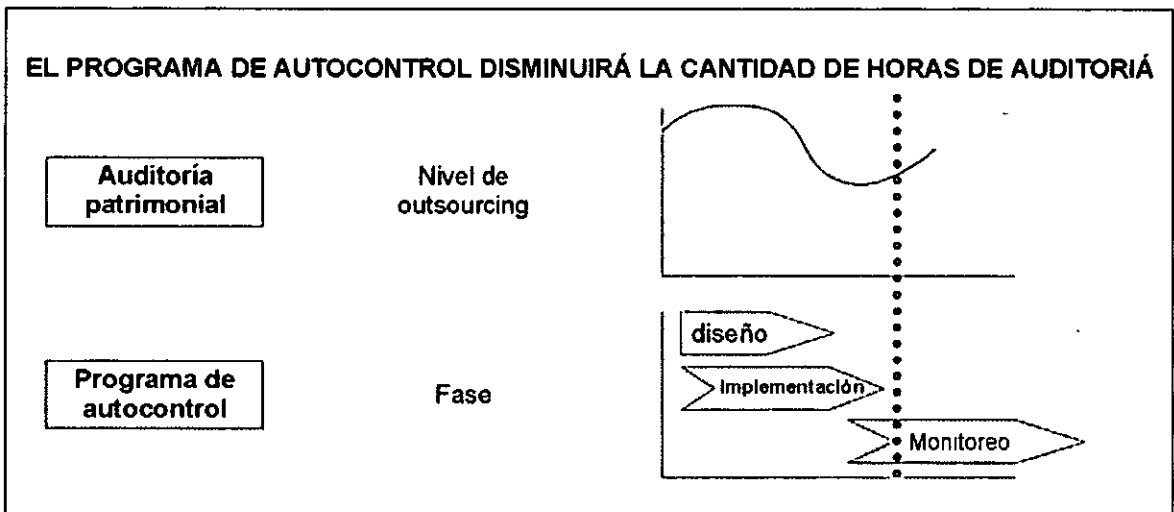 EL PROGRAMA DE AUTOCONTROL DISMINUIRÁ LA CANTIDAD DE HORAS DE AUDITORIÁ
Auditoría
patrimonial
Nivel de
outsourcing
diseño
Implementación
Programa de
autocontrol
Fase
Monitoreo